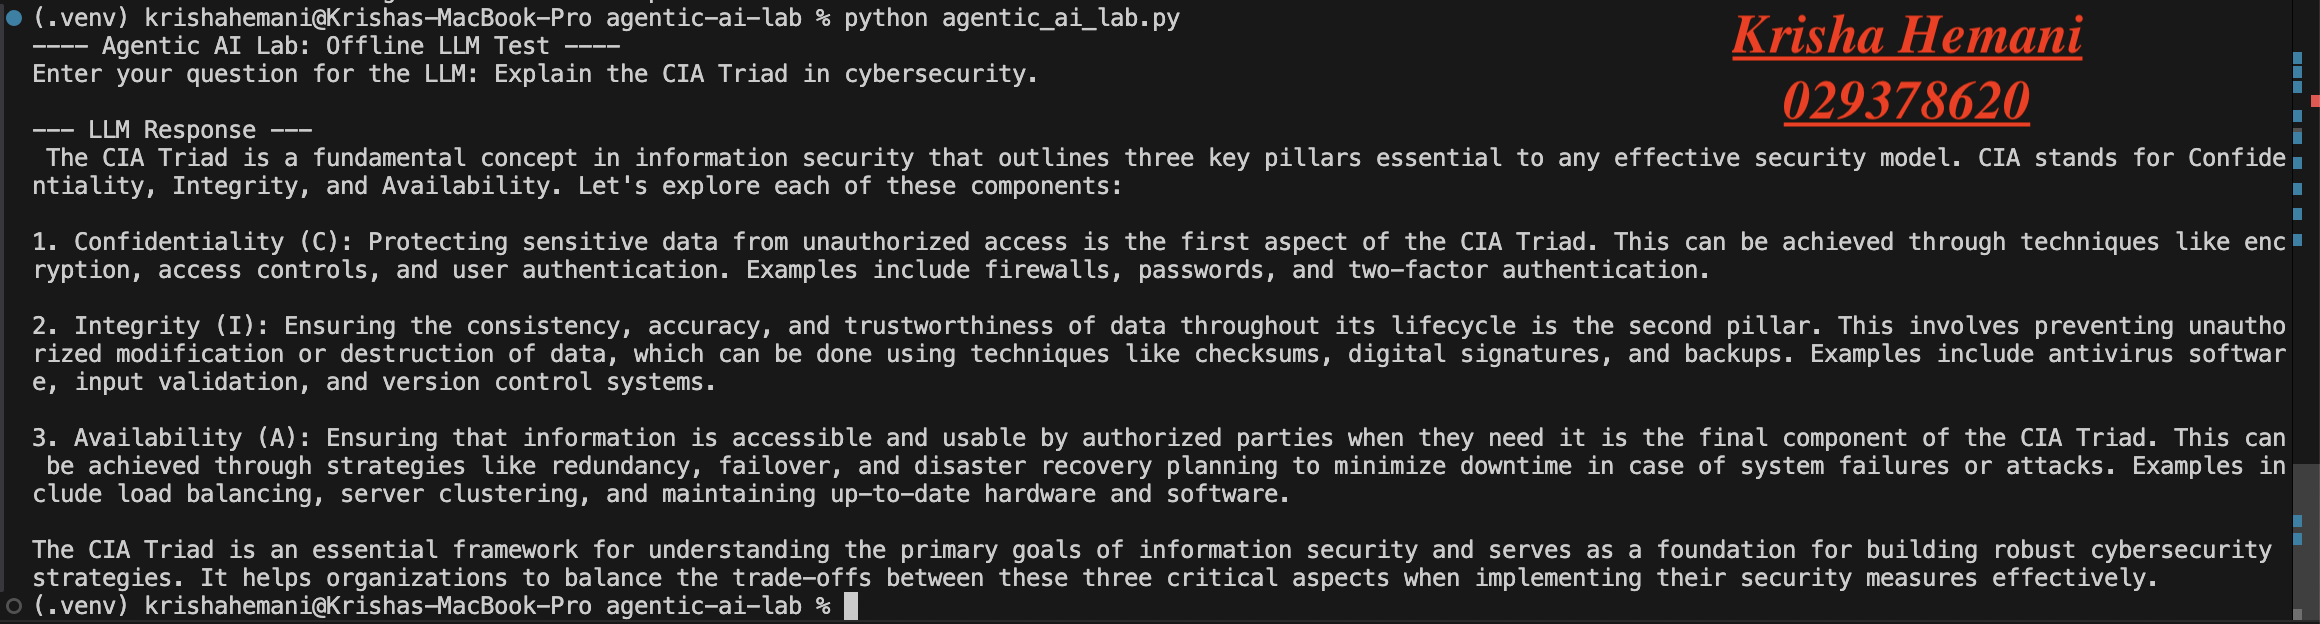 (.venv) krishahemani@Krishas-MacBook-Pro agentic-ai-lab % python agentic_ai_lab.py
Krisha Hemani
029378620
---- Agentic AI Lab: Offline LLM Test ----
Enter your question for the LLM: Explain the CIA Triad in cybersecurity.
--- LLM Response ---
The CIA Triad is a fundamental concept in information security that outlines three key pillars essential to any effective security model. CIA stands for Confide
ntiality, Integrity, and Availability. Let's explore each of these components:
1. Confidentiality (C): Protecting sensitive data from unauthorized access is the first aspect of the CIA Triad. This can be achieved through techniques like enc
ryption, access controls, and user authentication. Examples include firewalls, passwords, and two-factor authentication.
2. Integrity (I): Ensuring the consistency, accuracy, and trustworthiness of data throughout its lifecycle is the second pillar. This involves preventing unautho
rized modification or destruction of data, which can be done using techniques like checksums, digital signatures, and backups. Examples include antivirus softwar
e, input validation, and version control systems.
3. Availability (A): Ensuring that information is accessible and usable by authorized parties when they need it is the final component of the CIA Triad. This can
be achieved through strategies like redundancy, failover, and disaster recovery planning to minimize downtime in case of system failures or attacks. Examples in
clude load balancing, server clustering, and maintaining up-to-date hardware and software.
The CIA Triad is an essential framework for understanding the primary goals of information security and serves as a foundation for building robust cybersecurity
strategies. It helps organizations to balance the trade-offs between these three critical aspects when implementing their security measures effectively.
(.venv) krishahemani@Krishas-MacBook-Pro agentic-ai-lab %